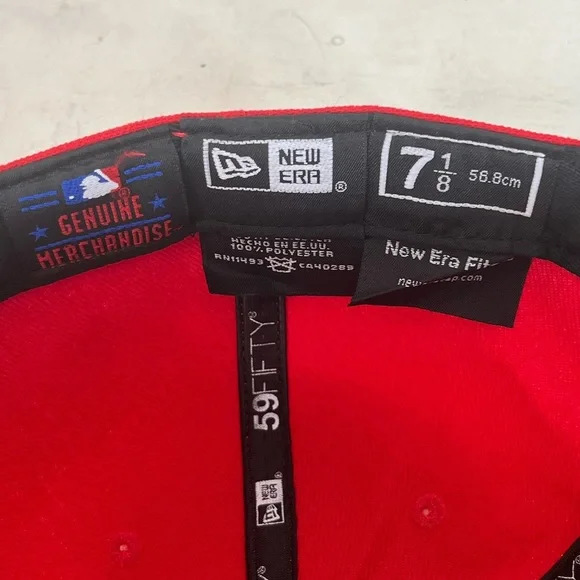 GENUINE
MERCHANDISE
NEW
ERA®
7 1/8 56.8cm
HECHO EN EE.UU.
100% POLYESTER
RN11493 CA40289
New Era
59FIFTY®
NEW
ERA